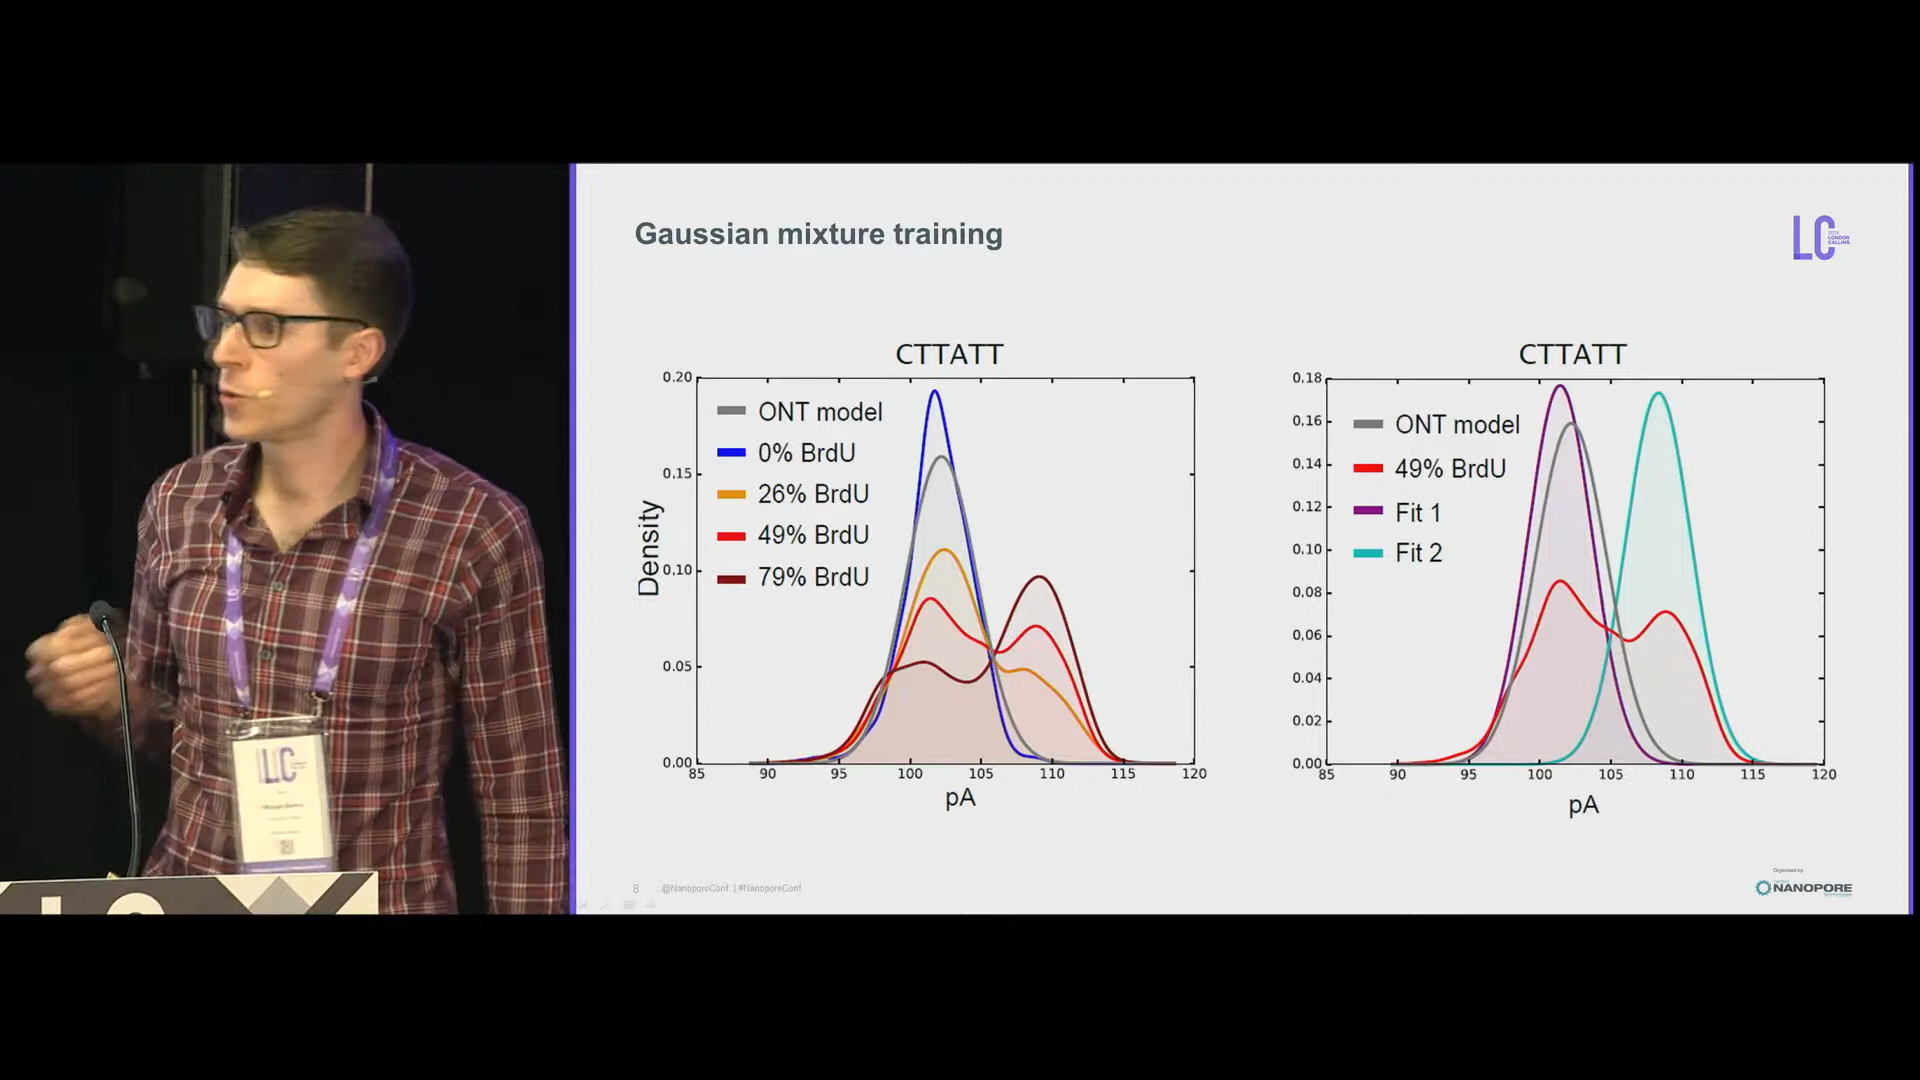 Gaussian mixture training
LC
LONDON
CALLING
CTTATT
0.20
0.15
0.10
0.05
0.00
Density
ONT model
0% BrdU
26% BrdU
49% BrdU
79% BrdU
85 90 95 100 105 110 115 120
pA
CTTATT
0.18
0.16
0.14
0.12
0.10
0.08
0.06
0.04
0.02
0.00
ONT model
49% BrdU
Fit 1
Fit 2
85 90 95 100 105 110 115 120
pA
8 @NanoporeConf | #NanoporeConf
Organised by
NANOPORE
LC